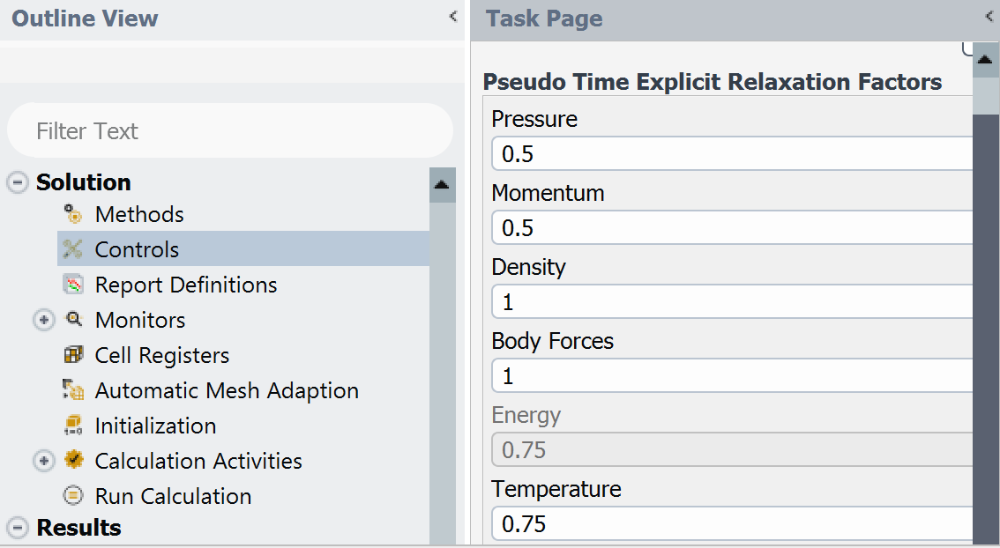 Outline View
Filter Text
Solution
Methods
Controls
Report Definitions
Monitors
Cell Registers
Automatic Mesh Adaption
Initialization
Calculation Activities
Run Calculation
Results
Task Page
Pseudo Time Explicit Relaxation Factors
Pressure
0.5
Momentum
0.5
Density
1
Body Forces
1
Energy
0.75
Temperature
0.75